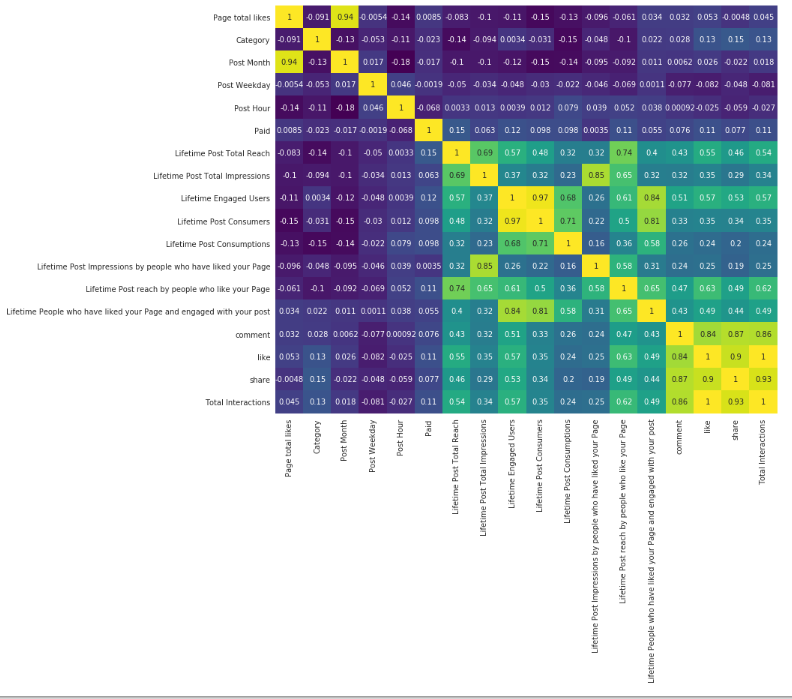 Page total likes 1 -0.091 0.94 -0.0054 -0.14 0.0085 -0.083 -0.1 -0.11 -0.15 -0.13 -0.096 -0.061 0.034 0.032 0.053 -0.0048 0.045
Category -0.091 1 -0.13 -0.053 -0.11 -0.023 -0.14 -0.094 0.0034 -0.031 -0.15 -0.048 -0.1 0.022 0.028 0.13 0.15 0.13
Post Month 0.94 -0.13 1 0.017 -0.18 -0.017 -0.1 -0.1 -0.12 -0.15 -0.14 -0.095 -0.092 0.011 0.0062 0.026 -0.022 0.018
Post Weekday -0.0054 -0.053 0.017 1 0.046 -0.0019 -0.05 -0.034 -0.048 -0.03 -0.022 -0.046 -0.069 0.0011 -0.077 -0.082 -0.048 -0.081
Post Hour -0.14 -0.11 -0.18 0.046 1 -0.068 0.0033 0.013 0.0039 0.012 0.079 0.039 0.052 0.038 0.00092 -0.025 -0.059 -0.027
Paid 0.0085 -0.023 -0.017 -0.0019 -0.068 1 0.15 0.063 0.12 0.098 0.098 0.0035 0.11 0.055 0.076 0.11 0.077 0.11
Lifetime Post Total Reach -0.083 -0.14 -0.1 -0.05 0.0033 0.15 1 0.69 0.57 0.48 0.32 0.32 0.74 0.4 0.43 0.55 0.46 0.54
Lifetime Post Total Impressions -0.1 -0.094 -0.1 -0.034 0.013 0.063 0.69 1 0.37 0.32 0.23 0.85 0.65 0.32 0.32 0.35 0.29 0.34
Lifetime Engaged Users -0.11 0.0034 -0.12 -0.048 0.0039 0.12 0.57 0.37 1 0.97 0.68 0.26 0.61 0.84 0.51 0.57 0.53 0.57
Lifetime Post Consumers -0.15 -0.031 -0.15 -0.03 0.012 0.098 0.48 0.32 0.97 1 0.71 0.22 0.5 0.81 0.33 0.35 0.34 0.35
Lifetime Post Consumptions -0.13 -0.15 -0.14 -0.022 0.079 0.098 0.32 0.23 0.68 0.71 1 0.16 0.36 0.58 0.26 0.24 0.2 0.24
Lifetime Post Impressions by people who have liked your Page -0.096 -0.048 -0.095 -0.046 0.039 0.0035 0.32 0.85 0.26 0.22 0.16 1 0.58 0.31 0.24 0.25 0.19 0.25
Lifetime Post reach by people who like your Page -0.061 -0.1 -0.092 -0.069 0.052 0.11 0.74 0.65 0.61 0.5 0.36 0.58 1 0.65 0.47 0.63 0.49 0.62
Lifetime People who have liked your Page and engaged with your post 0.034 0.022 0.011 0.0011 0.038 0.055 0.4 0.32 0.84 0.81 0.58 0.31 0.65 1 0.43 0.49 0.44 0.49
comment 0.032 0.028 0.0062 -0.077 0.00092 0.076 0.43 0.32 0.51 0.33 0.26 0.24 0.47 0.43 1 0.84 0.87 0.86
like 0.053 0.13 0.026 -0.082 -0.025 0.11 0.55 0.35 0.57 0.35 0.24 0.25 0.63 0.49 0.84 1 0.9 1
share -0.0048 0.15 -0.022 -0.048 -0.059 0.077 0.46 0.29 0.53 0.34 0.2 0.19 0.49 0.44 0.87 0.9 1 0.93
Total Interactions 0.045 0.13 0.018 -0.081 -0.027 0.11 0.54 0.34 0.57 0.35 0.24 0.25 0.62 0.49 0.86 1 0.93 1
Page total likes
Category
Post Month
Post Weekday
Post Hour
Paid
Lifetime Post Total Reach
Lifetime Post Total Impressions
Lifetime Engaged Users
Lifetime Post Consumers
Lifetime Post Consumptions
Lifetime Post Impressions by people who have liked your Page
Lifetime Post reach by people who like your Page
Lifetime People who have liked your Page and engaged with your post
comment
like
share
Total Interactions